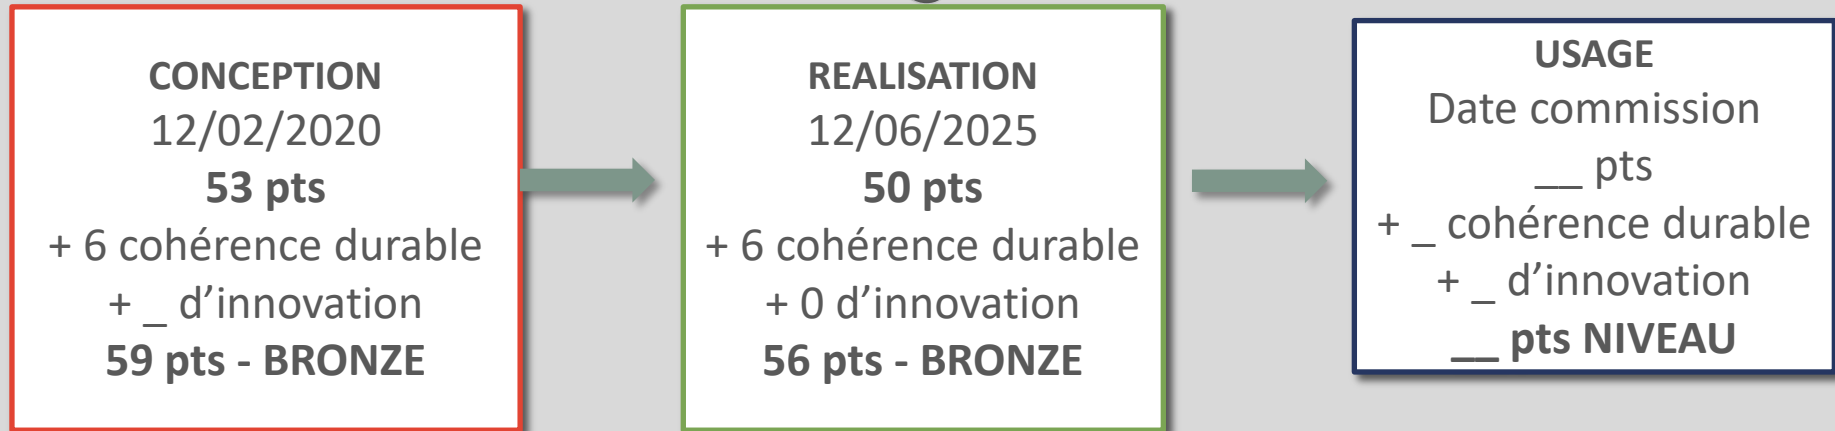 CONCEPTION
12/02/2020
53 pts
+ 6 cohérence durable
+ _ d’innovation
59 pts - BRONZE
REALISATION
12/06/2025
50 pts
+ 6 cohérence durable
+ 0 d’innovation
56 pts - BRONZE
USAGE
Date commission
__ pts
+ _ cohérence durable
+ _ d’innovation
__ pts NIVEAU